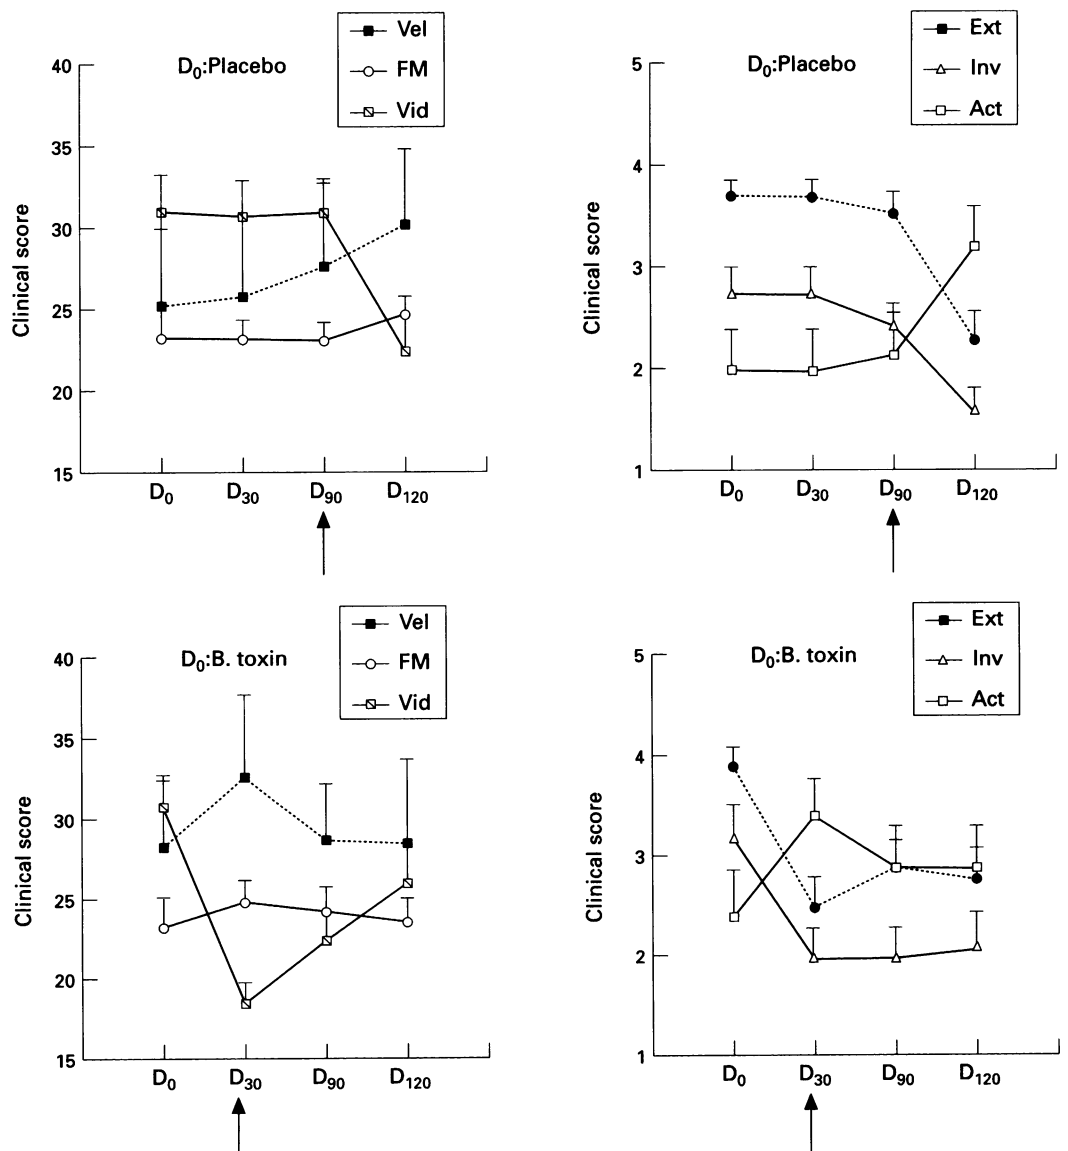 D0:Placebo
Vel
FM
Vid
Clinical score
40
35
30
25
20
15
D0 D30 D90 D120
D0:Placebo
Ext
Inv
Act
Clinical score
5
4
3
2
1
D0 D30 D90 D120
D0:B. toxin
Vel
FM
Vid
Clinical score
40
35
30
25
20
15
D0 D30 D90 D120
D0:B. toxin
Ext
Inv
Act
Clinical score
5
4
3
2
1
D0 D30 D90 D120